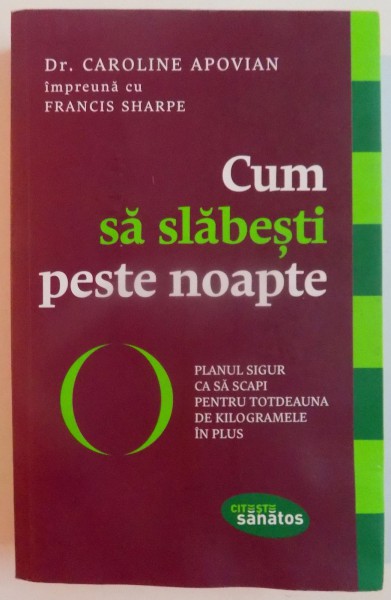 Dr. CAROLINE APOVIAN
împreună cu
FRANCIS SHARPE
Cum
să slăbești
peste noapte
PLANUL SIGUR
CA SĂ SCAPI
PENTRU TOTDEAUNA
DE KILOGRAMELE
ÎN PLUS
CITEȘTE
sănătos